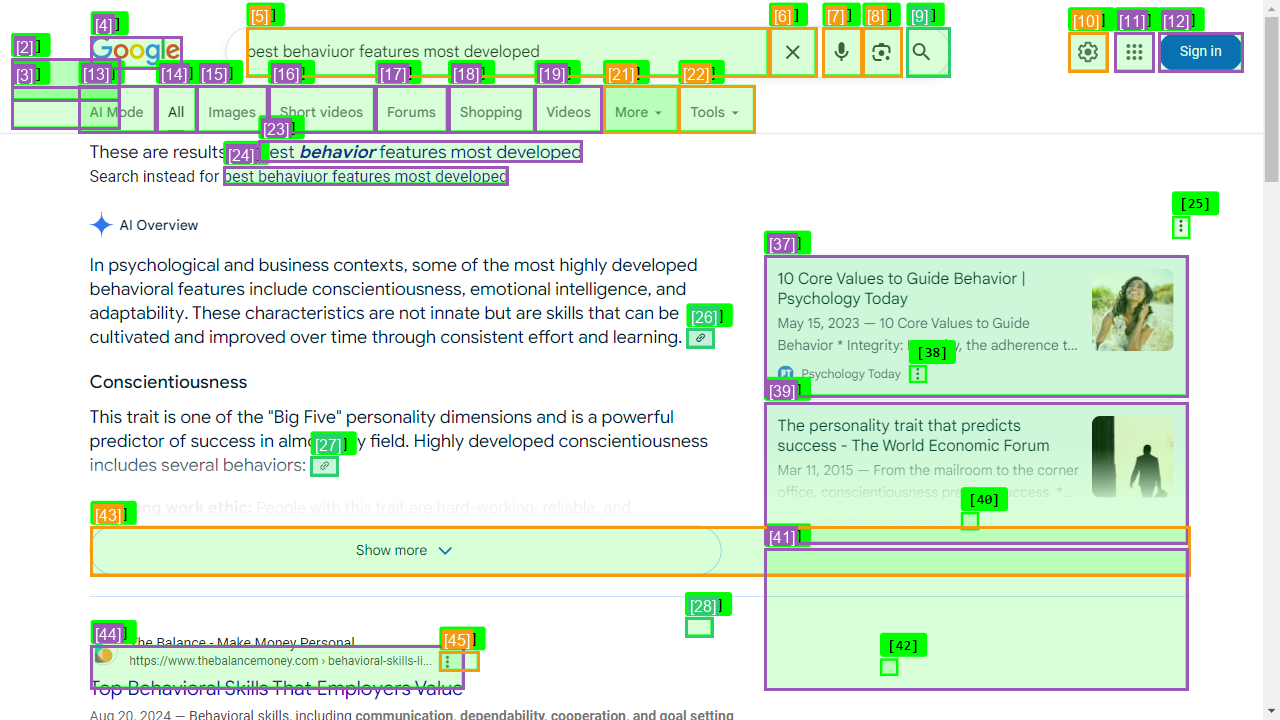 [2]
[3]
[4]
Google
[5]
best behaviuor features most developed
[6]
[7]
[8]
[9]
[10]
[11]
[12]
Sign in
[13]
AI Mode
[14]
All
[15]
Images
[16]
Short videos
[17]
Forums
[18]
Shopping
[19]
Videos
[21]
More
[22]
Tools
[23]
These are results est behavior features most developed
[24]
Search instead for best behaviuor features most developed
AI Overview
[25]
In psychological and business contexts, some of the most highly developed
behavioral features include conscientiousness, emotional intelligence, and
adaptability. These characteristics are not innate but are skills that can be
cultivated and improved over time through consistent effort and learning.
[26]
Conscientiousness
This trait is one of the "Big Five" personality dimensions and is a powerful
predictor of success in almo y field. Highly developed conscientiousness
includes several behaviors:
[27]
ng work ethic: People with this trait are hard-working, reliable, and
[37]
10 Core Values to Guide Behavior |
Psychology Today
May 15, 2023 — 10 Core Values to Guide
Behavior * Integrity: y, the adherence t...
Psychology Today
[38]
[39]
The personality trait that predicts
success - The World Economic Forum
Mar 11, 2015 — From the mailroom to the corner
office, conscientiousness pre success. *...
[40]
[41]
[43]
Show more
[28]
[42]
[44]
The Balance - Make Money Personal
https://www.thebalancemoney.com › behavioral-skills-li...
[45]
Top Behavioral Skills That Employers Value
Aug 20, 2024 — Behavioral skills, including communication, dependability, cooperation, and goal setting